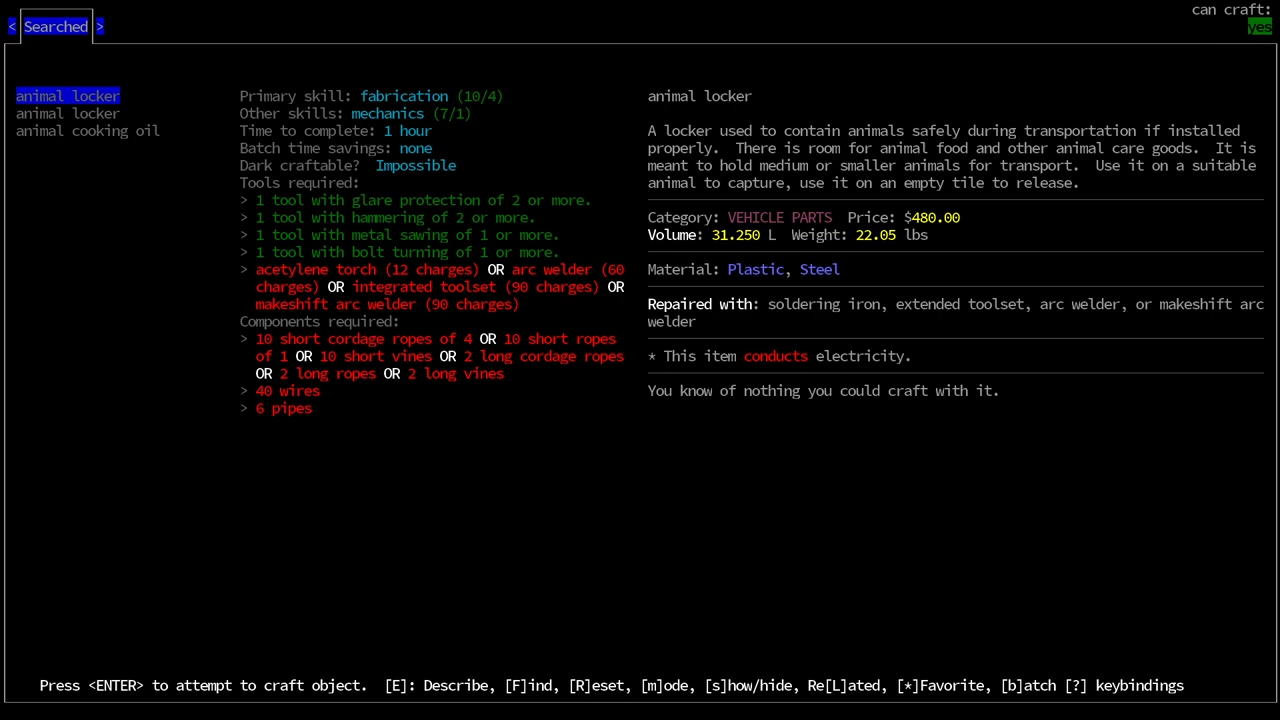 can craft:
< Searched >
yes
animal locker
animal locker
animal cooking oil
Primary skill: fabrication (10/4)
Other skills: mechanics (7/1)
Time to complete: 1 hour
Batch time savings: none
Dark craftable? Impossible
Tools required:
> 1 tool with glare protection of 2 or more.
> 1 tool with hammering of 2 or more.
> 1 tool with metal sawing of 1 or more.
> 1 tool with bolt turning of 1 or more.
> acetylene torch (12 charges) OR arc welder (60
charges) OR integrated toolset (90 charges) OR
makeshift arc welder (90 charges)
Components required:
> 10 short cordage ropes of 4 OR 10 short ropes
of 1 OR 10 short vines OR 2 long cordage ropes
OR 2 long ropes OR 2 long vines
> 40 wires
> 6 pipes
animal locker
A locker used to contain animals safely during transportation if installed
properly. There is room for animal food and other animal care goods. It is
meant to hold medium or smaller animals for transport. Use it on a suitable
animal to capture, use it on an empty tile to release.
Category: VEHICLE PARTS Price: $480.00
Volume: 31.250 L Weight: 22.05 lbs
Material: Plastic, Steel
Repaired with: soldering iron, extended toolset, arc welder, or makeshift arc
welder
* This item conducts electricity.
You know of nothing you could craft with it.
Press <ENTER> to attempt to craft object. [E]: Describe, [F]ind, [R]eset, [m]ode, [s]how/hide, Re[L]ated, [*]Favorite, [b]atch [?] keybindings